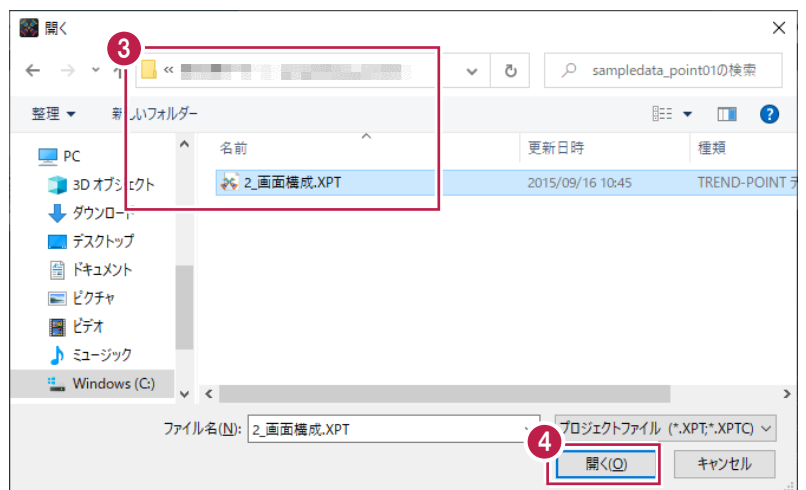 開く
3
«
sampledata_point01の検索
整理
新しいフォルダー
名前
更新日時
種類
PC
2_画面構成.XPT
2015/09/16 10:45
TREND-POINT デ
3D オブジェクト
ダウンロード
デスクトップ
ドキュメント
ピクチャ
ビデオ
ミュージック
Windows (C:)
ファイル名(N):
2_画面構成.XPT
プロジェクトファイル (*.XPT;*.XPTC)
4
開く(O)
キャンセル